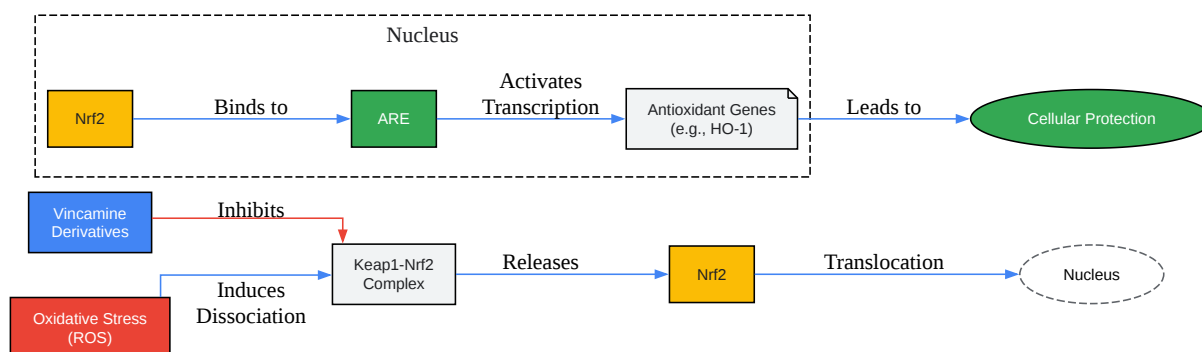 Nucleus
Nrf2
Binds to
ARE
Activates
Transcription
Antioxidant Genes
(e.g., HO-1)
Leads to
Cellular Protection
Vincamine
Derivatives
Inhibits
Oxidative Stress
(ROS)
Induces
Dissociation
Keap1-Nrf2
Complex
Releases
Nrf2
Translocation
Nucleus